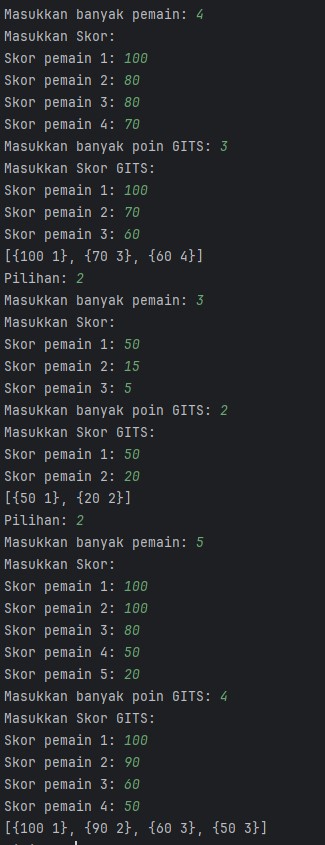 Masukkan banyak pemain: 4
Masukkan Skor:
Skor pemain 1: 100
Skor pemain 2: 80
Skor pemain 3: 80
Skor pemain 4: 70
Masukkan banyak poin GITS: 3
Masukkan Skor GITS:
Skor pemain 1: 100
Skor pemain 2: 70
Skor pemain 3: 60
[{100 1}, {70 3}, {60 4}]
Pilihan: 2
Masukkan banyak pemain: 3
Masukkan Skor:
Skor pemain 1: 50
Skor pemain 2: 15
Skor pemain 3: 5
Masukkan banyak poin GITS: 2
Masukkan Skor GITS:
Skor pemain 1: 50
Skor pemain 2: 20
[{50 1}, {20 2}]
Pilihan: 2
Masukkan banyak pemain: 5
Masukkan Skor:
Skor pemain 1: 100
Skor pemain 2: 100
Skor pemain 3: 80
Skor pemain 4: 50
Skor pemain 5: 20
Masukkan banyak poin GITS: 4
Masukkan Skor GITS:
Skor pemain 1: 100
Skor pemain 2: 90
Skor pemain 3: 60
Skor pemain 4: 50
[{100 1}, {90 2}, {60 3}, {50 3}]